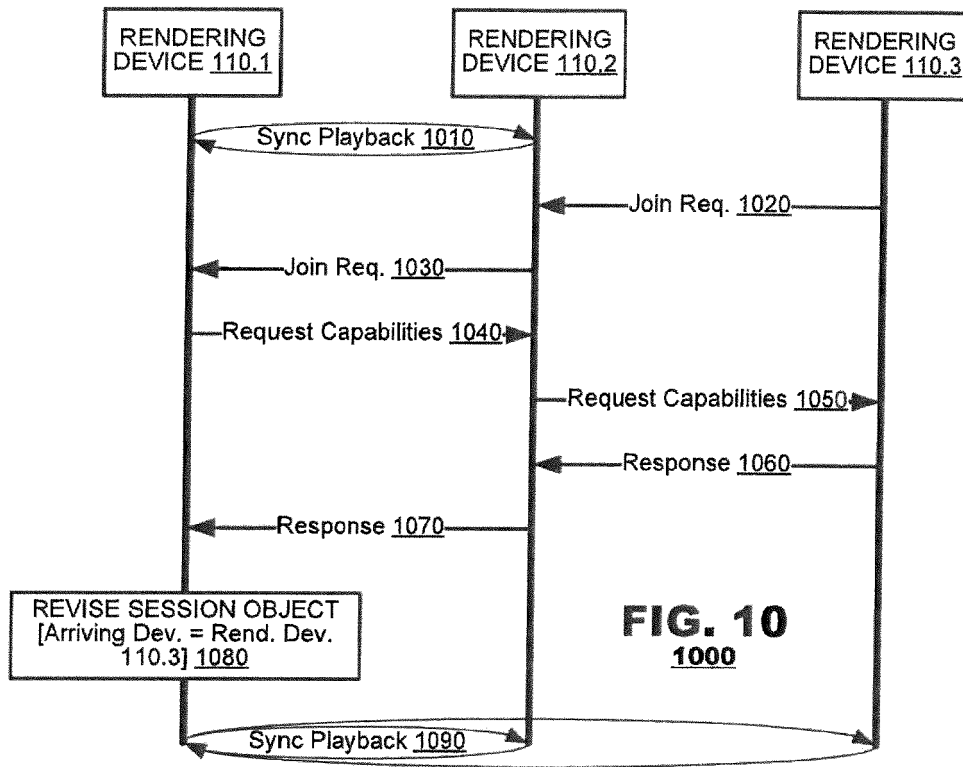 RENDERING
DEVICE 110.1
RENDERING
DEVICE 110.2
RENDERING
DEVICE 110.3
Sync Playback 1010
Join Req. 1020
Join Req. 1030
Request Capabilities 1040
Request Capabilities 1050
Response 1060
Response 1070
REVISE SESSION OBJECT
[Arriving Dev. = Rend. Dev.
110.3] 1080
FIG. 10
1000
Sync Playback 1090